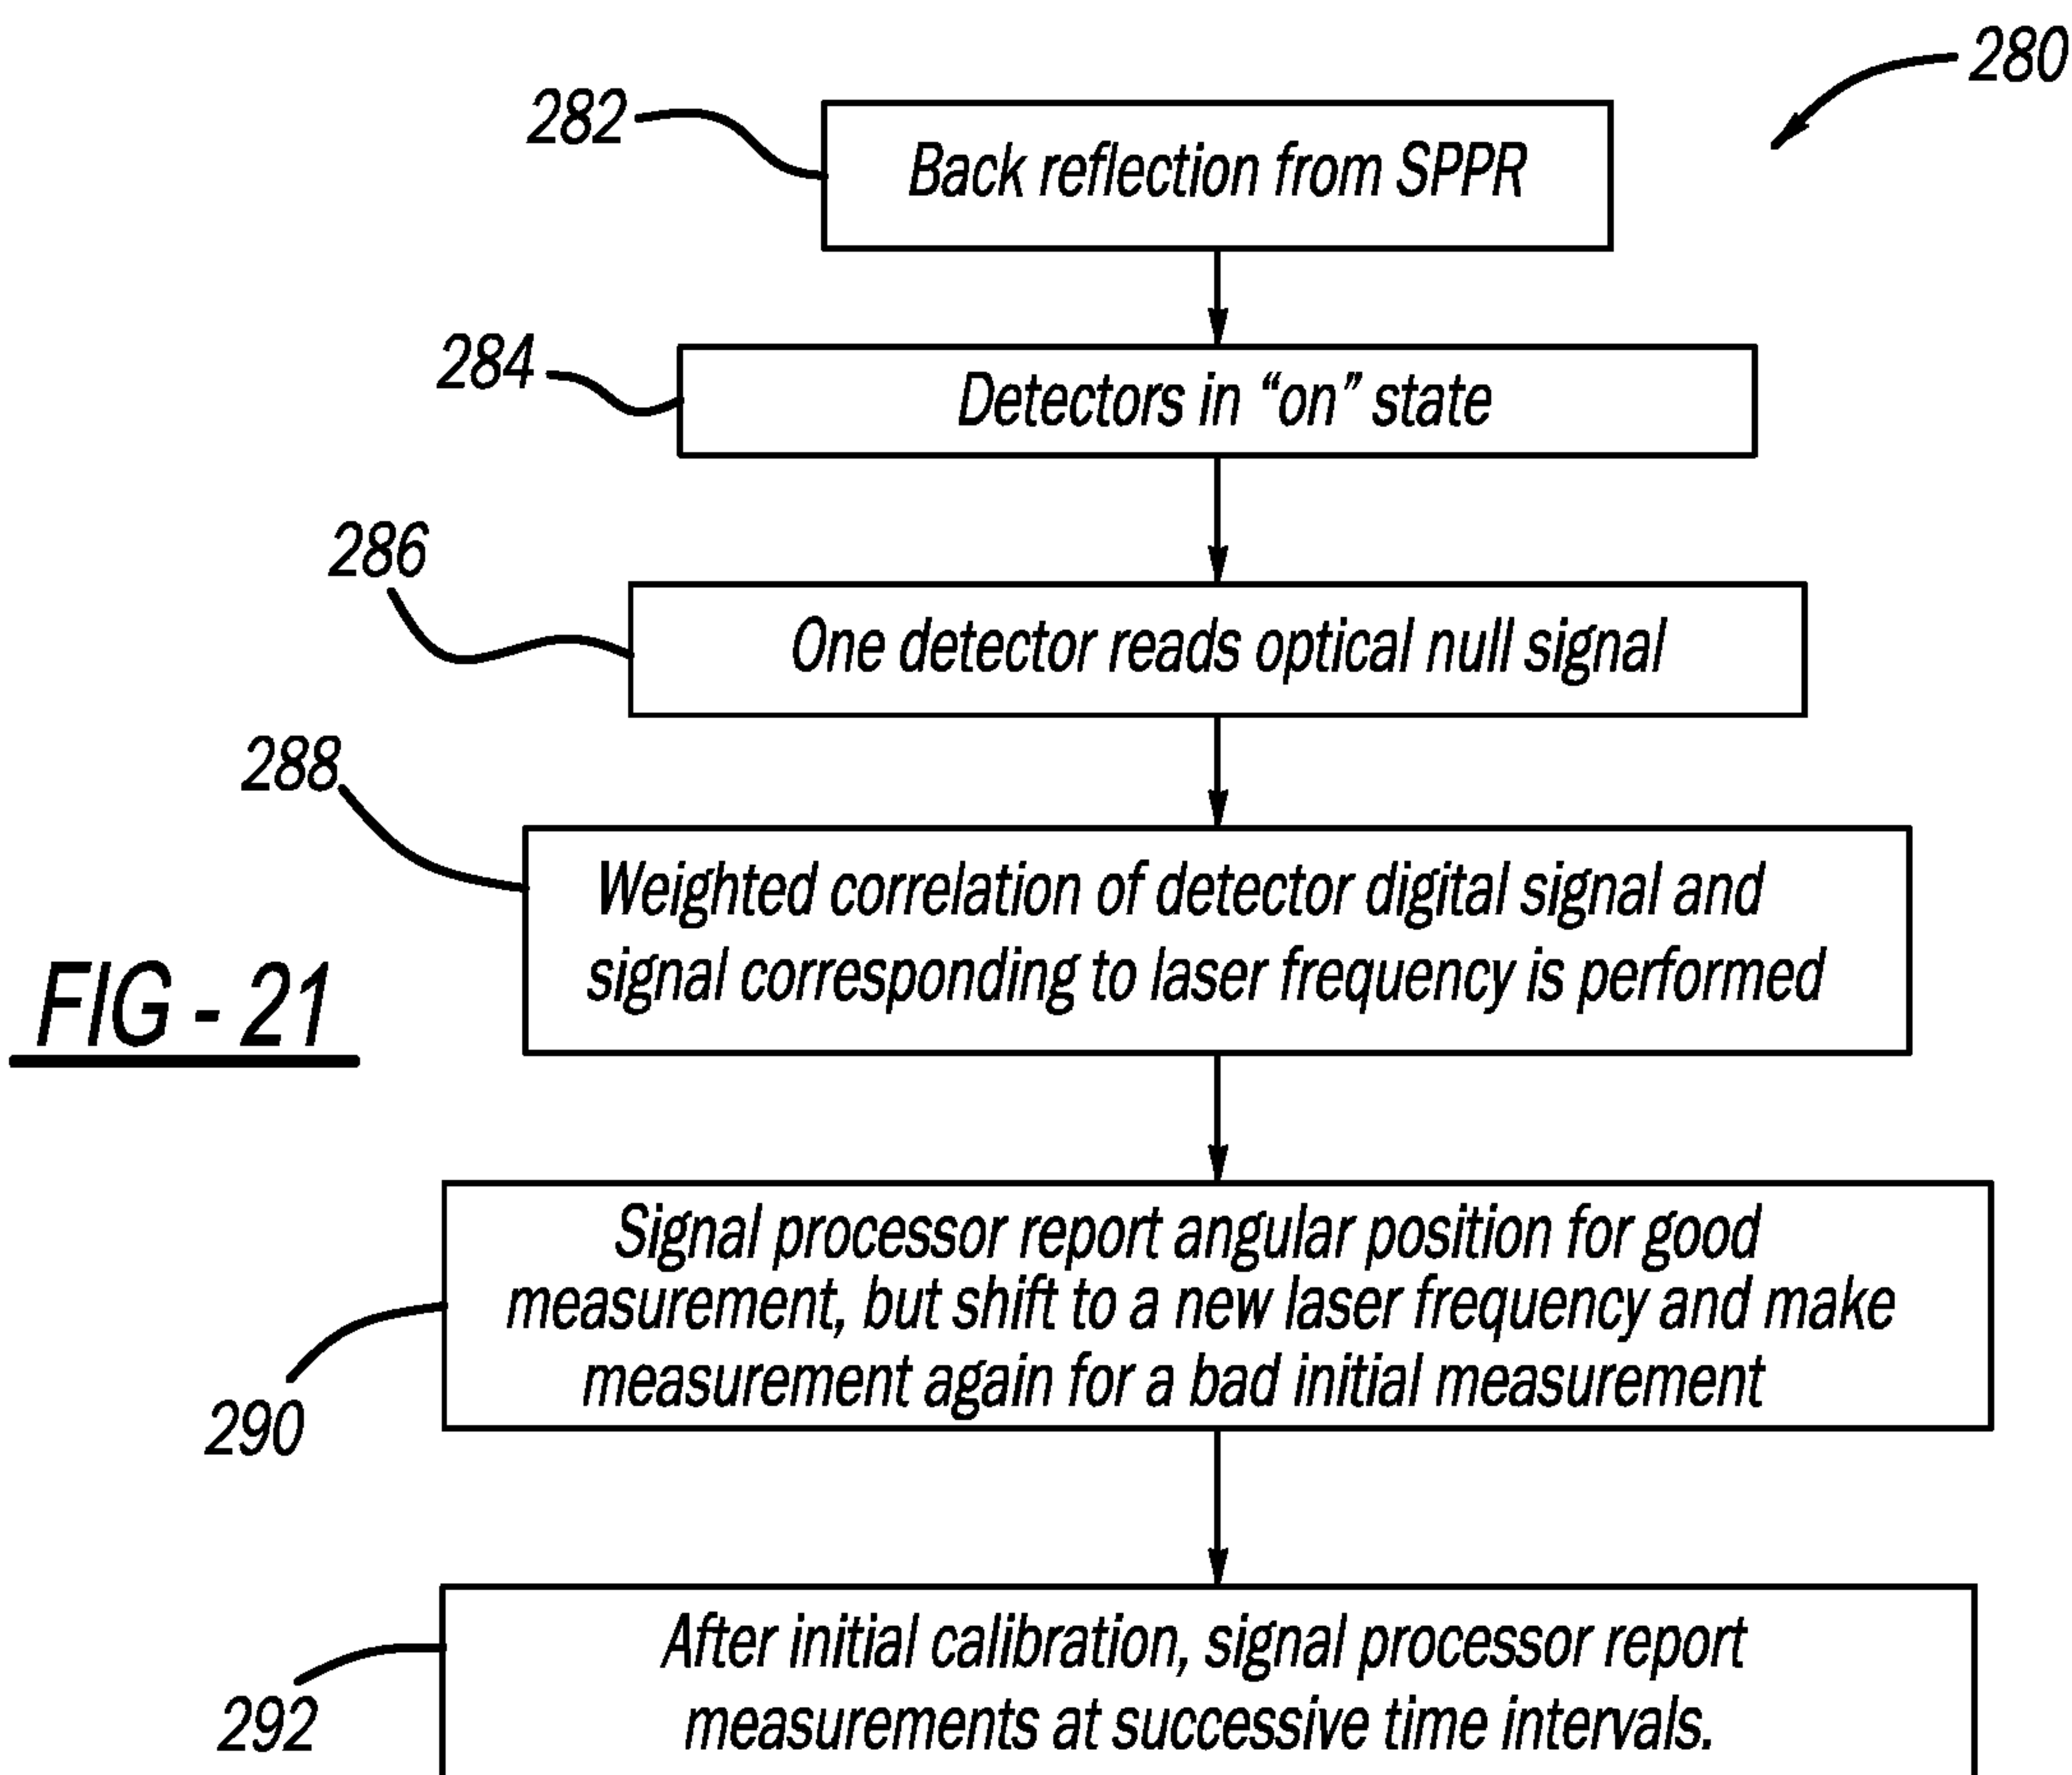 280
282
Back reflection from SPPR
284
Detectors in “on” state
286
One detector reads optical null signal
288
Weighted correlation of detector digital signal and
signal corresponding to laser frequency is performed
FIG - 21
Signal processor report angular position for good
measurement, but shift to a new laser frequency and make
measurement again for a bad initial measurement
290
After initial calibration, signal processor report
measurements at successive time intervals.
292